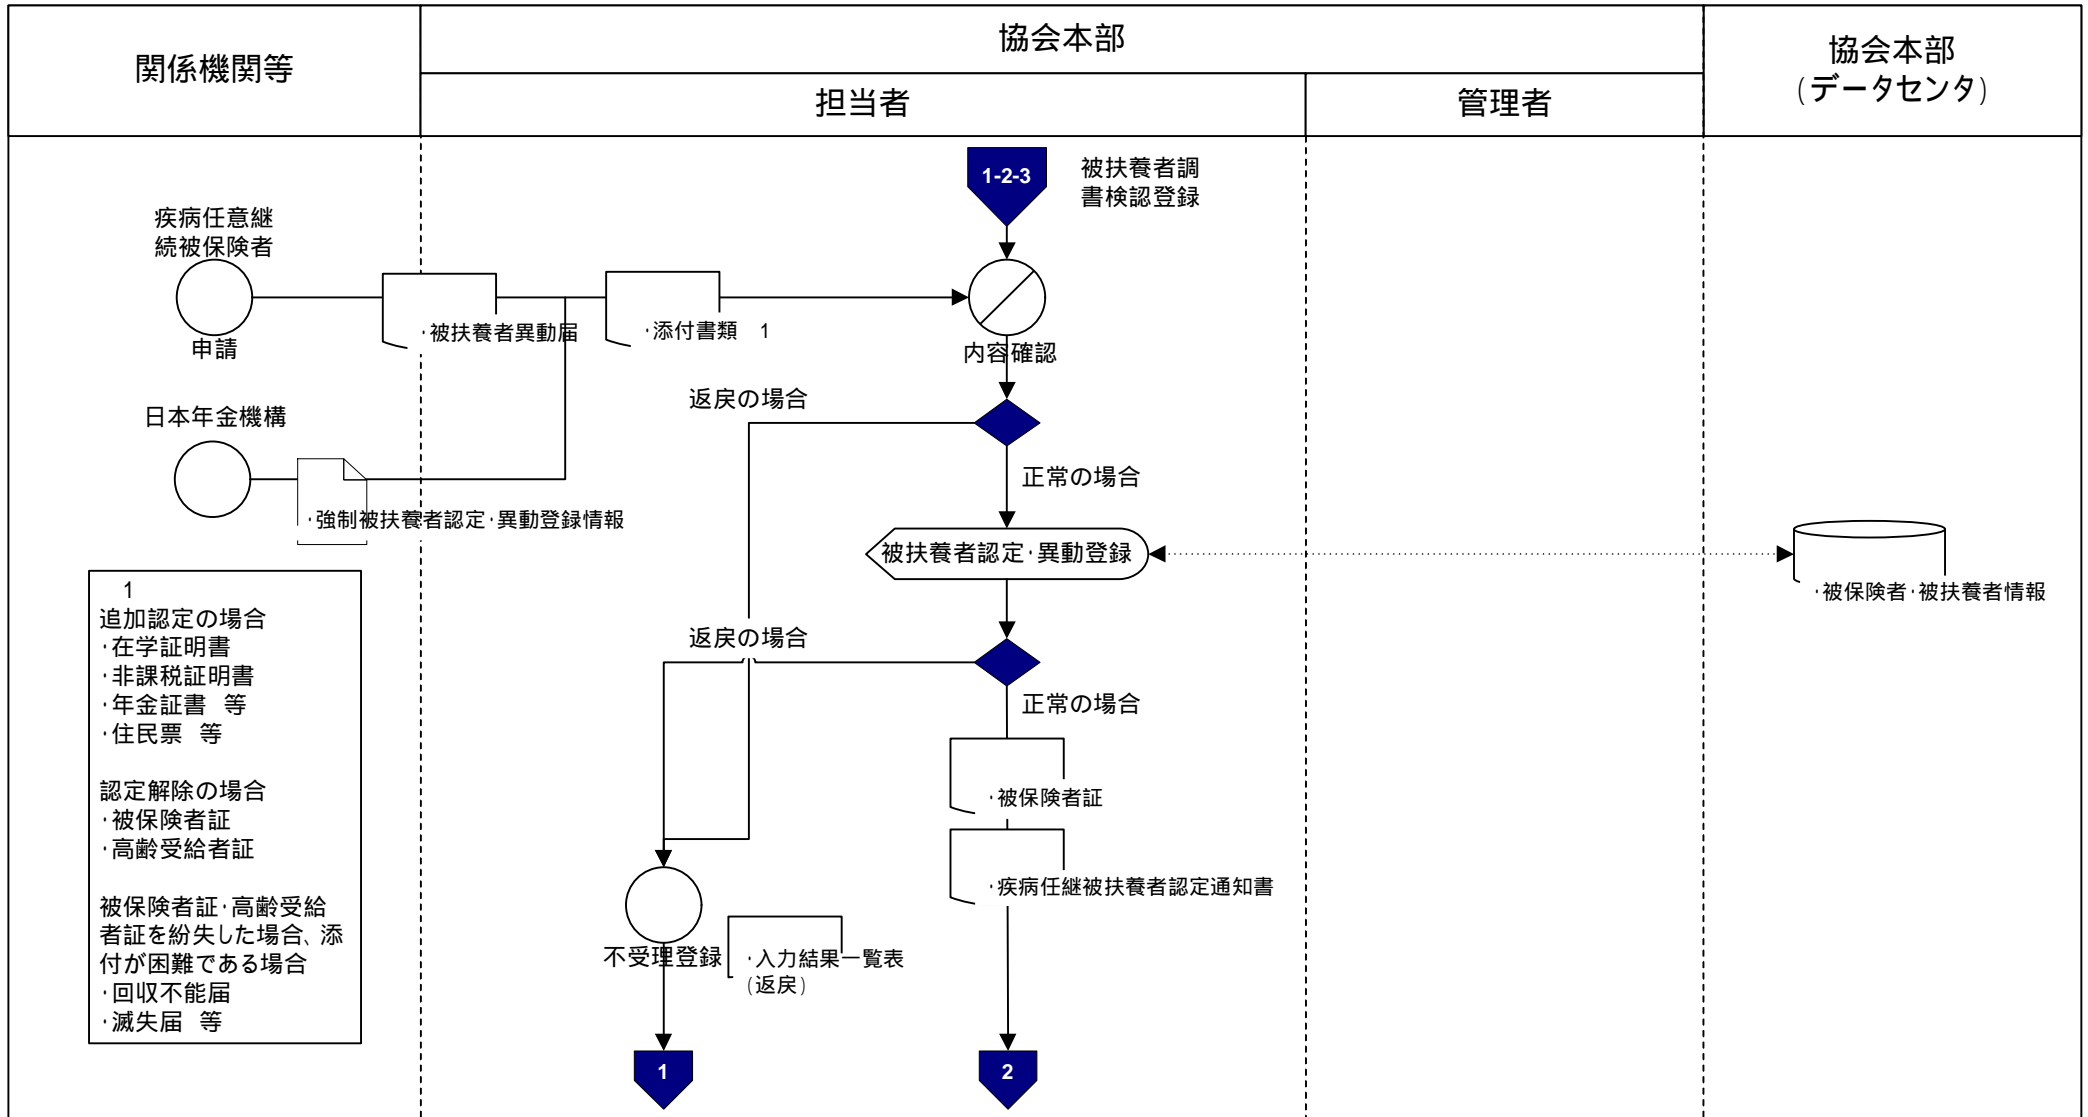 関係機関等
協会本部
担当者
管理者
協会本部
(データセンタ)
1-2-3
被扶養者調
書検認登録
疾病任意継
続被保険者
申請
・被扶養者異動届
・添付書類 1
内容確認
返戻の場合
日本年金機構
正常の場合
・強制被扶養者認定・異動登録情報
被扶養者認定・異動登録
・被保険者・被扶養者情報
1
追加認定の場合
・在学証明書
・非課税証明書
・年金証書 等
・住民票 等
認定解除の場合
・被保険者証
・高齢受給者証
被保険者証・高齢受給
者証を紛失した場合、添
付が困難である場合
・回収不能届
・滅失届 等
返戻の場合
正常の場合
・被保険者証
・疾病任継被扶養者認定通知書
不受理登録
・入力結果一覧表
(返戻)
1
2